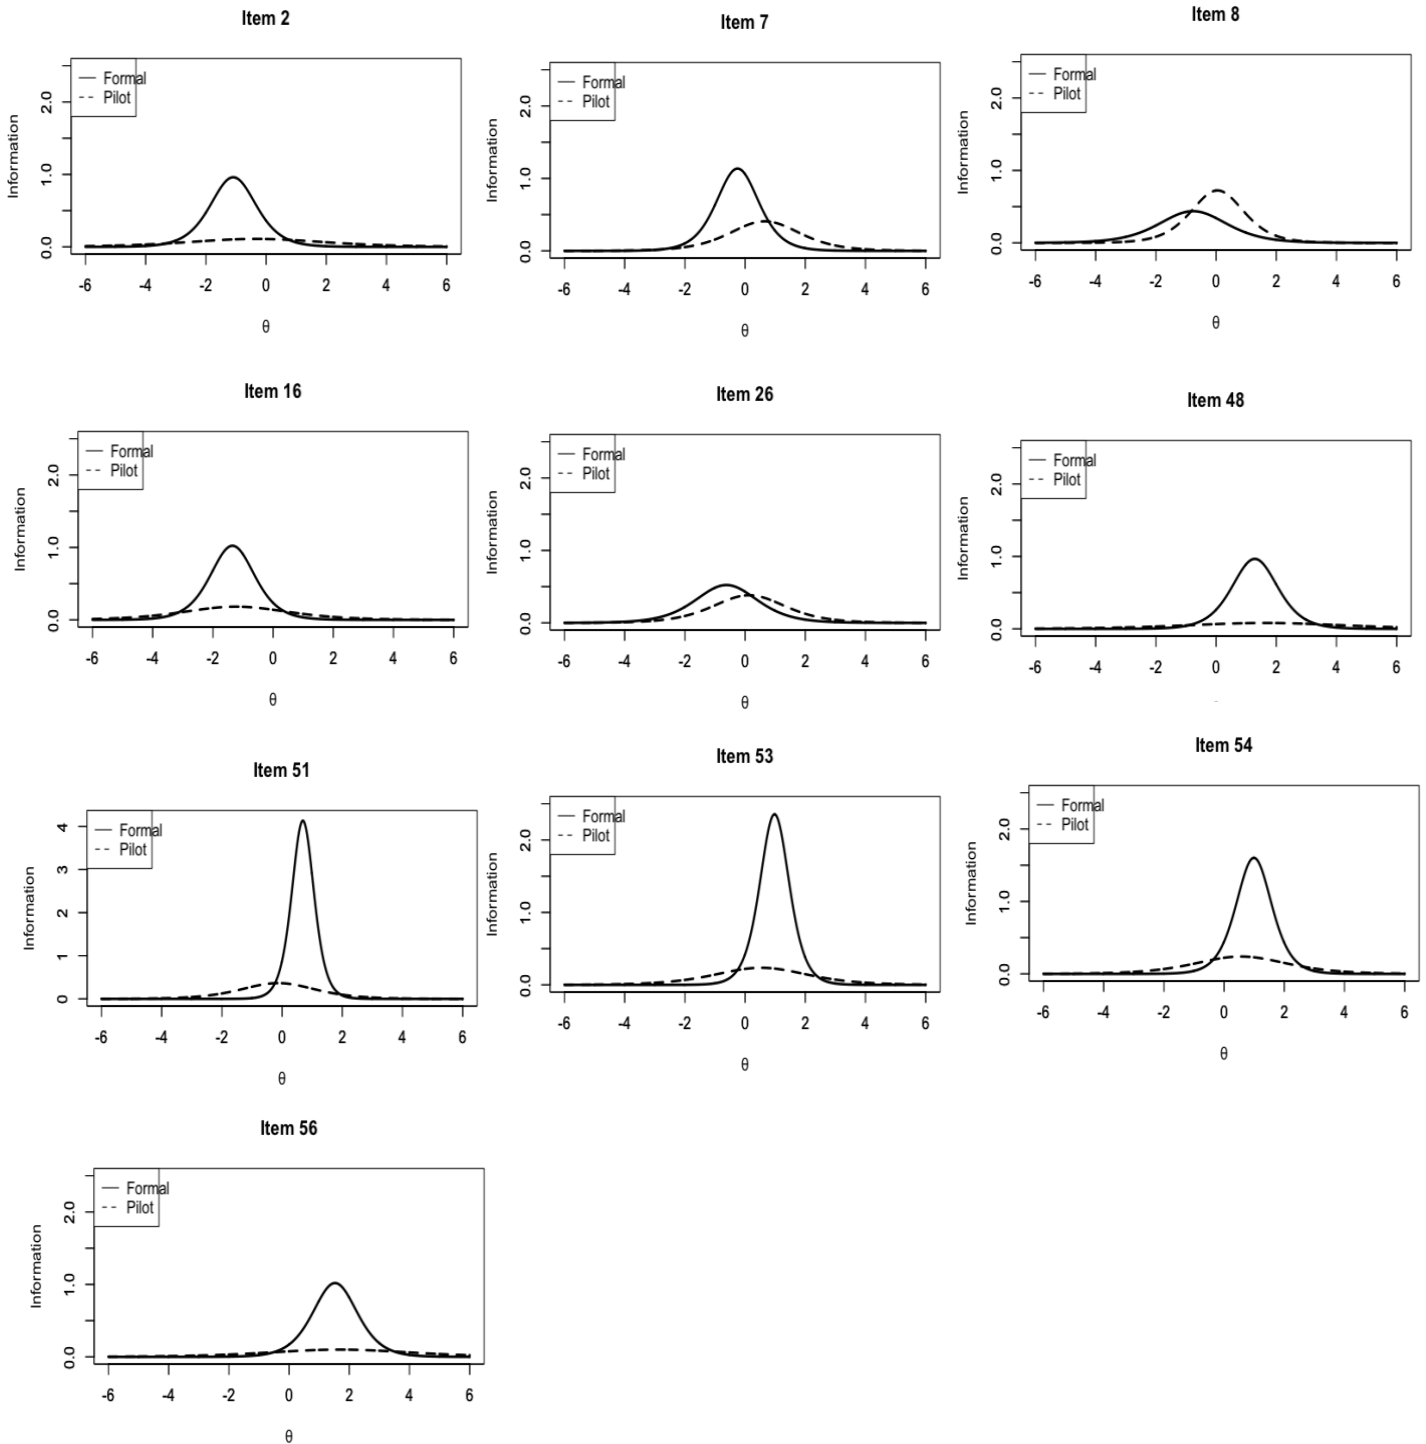 Item 2
Formal
Pilot
Information
0.0 1.0 2.0
-6 -4 -2 0 2 4 6
θ
Item 7
Formal
Pilot
Information
0.0 1.0 2.0
-6 -4 -2 0 2 4 6
θ
Item 8
Formal
Pilot
Information
0.0 1.0 2.0
-6 -4 -2 0 2 4 6
θ
Item 16
Formal
Pilot
Information
0.0 1.0 2.0
-6 -4 -2 0 2 4 6
θ
Item 26
Formal
Pilot
Information
0.0 1.0 2.0
-6 -4 -2 0 2 4 6
θ
Item 48
Formal
Pilot
Information
0.0 1.0 2.0
-6 -4 -2 0 2 4 6
Item 51
Formal
Pilot
Information
0 1 2 3 4
-6 -4 -2 0 2 4 6
θ
Item 53
Formal
Pilot
Information
0.0 1.0 2.0
-6 -4 -2 0 2 4 6
θ
Item 54
Formal
Pilot
Information
0.0 1.0 2.0
-6 -4 -2 0 2 4 6
θ
Item 56
Formal
Pilot
Information
0.0 1.0 2.0
-6 -4 -2 0 2 4 6
θ